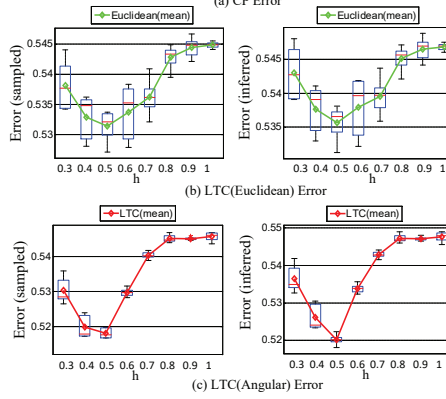 (a) CP Error
Euclidean(mean)
Error (sampled)
0.545
0.54
0.535
0.53
0.3 0.4 0.5 0.6 0.7 0.8 0.9 1
h
Euclidean(mean)
Error (inferred)
0.545
0.54
0.535
0.3 0.4 0.5 0.6 0.7 0.8 0.9 1
h
(b) LTC(Euclidean) Error
LTC(mean)
Error (sampled)
0.54
0.53
0.52
0.3 0.4 0.5 0.6 0.7 0.8 0.9 1
h
LTC(mean)
Error (inferred)
0.55
0.54
0.53
0.52
0.3 0.4 0.5 0.6 0.7 0.8 0.9 1
h
(c) LTC(Angular) Error